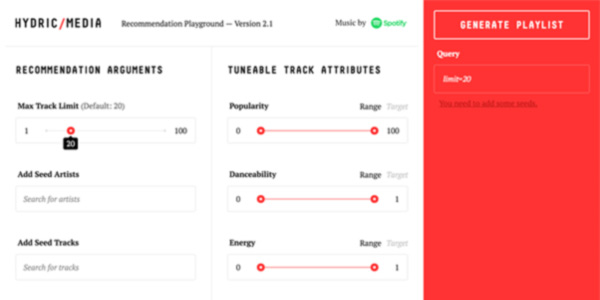 HYDRIC/MEDIA
Recommendation Playground — Version 2.1
Music by Spotify
RECOMMENDATION ARGUMENTS
Max Track Limit (Default: 20)
1 100
20
Add Seed Artists
Search for artists
Add Seed Tracks
Search for tracks
TUNEABLE TRACK ATTRIBUTES
Popularity Range Target
0 100
Danceability Range Target
0 1
Energy Range Target
0 1
GENERATE PLAYLIST
Query
limit=20
You need to add some seeds.